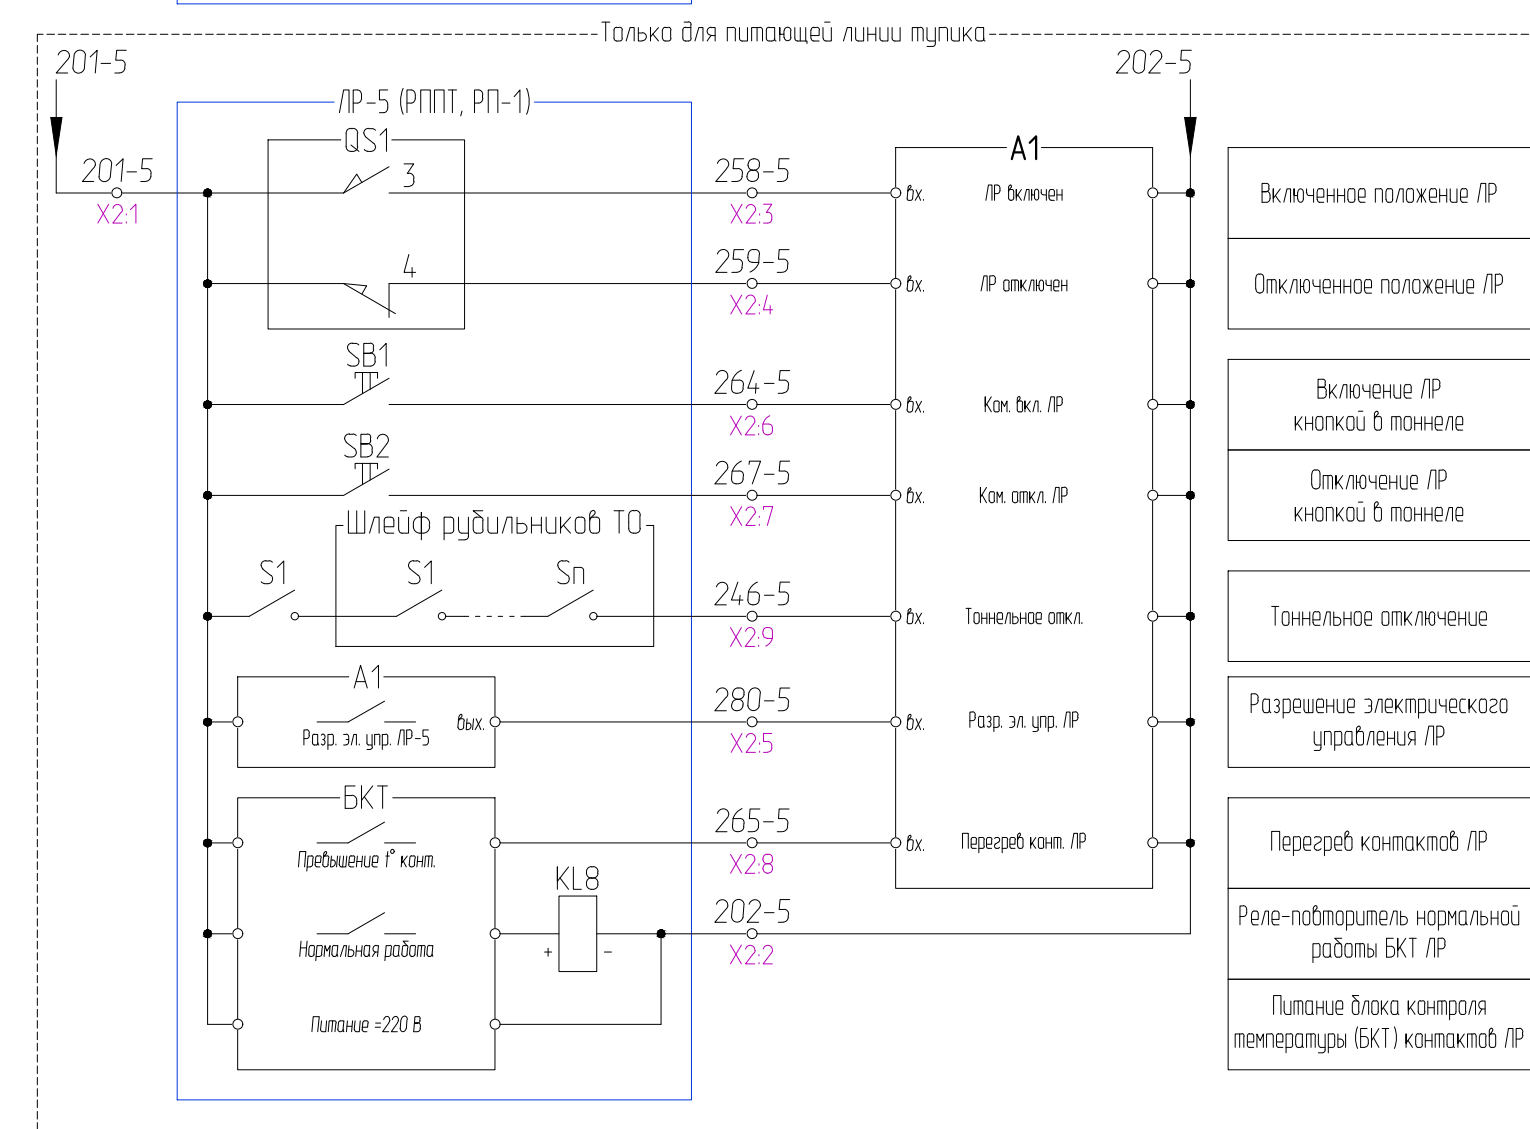 Только для питающей линии тупика
201-5
202-5
ЛР-5 (РППТ, РП-1)
QS1
A1
201-5
X2:1
3
258-5
X2:3
вх.
ЛР включен
Включенное положение ЛР
4
259-5
X2:4
вх.
ЛР отключен
Отключенное положение ЛР
SB1
264-5
X2:6
вх.
Ком. вкл. ЛР
Включение ЛР
кнопкой в тоннеле
SB2
267-5
X2:7
вх.
Ком. откл. ЛР
Отключение ЛР
кнопкой в тоннеле
Шлейф рубильников ТО
S1
S1
Sn
246-5
X2:9
вх.
Тоннельное откл.
Тоннельное отключение
A1
Разр. эл. упр. ЛР-5
вых.
280-5
X2:5
вх.
Разр. эл. упр. ЛР
Разрешение электрического
управления ЛР
БКТ
Превышение t° конт.
265-5
X2:8
вх.
Перегрев конт. ЛР
Перегрев контактов ЛР
Нормальная работа
KL8
+
-
202-5
X2:2
Реле-повторитель нормальной
работы БКТ ЛР
Питание =220 В
Питание блока контроля
температуры (БКТ) контактов ЛР